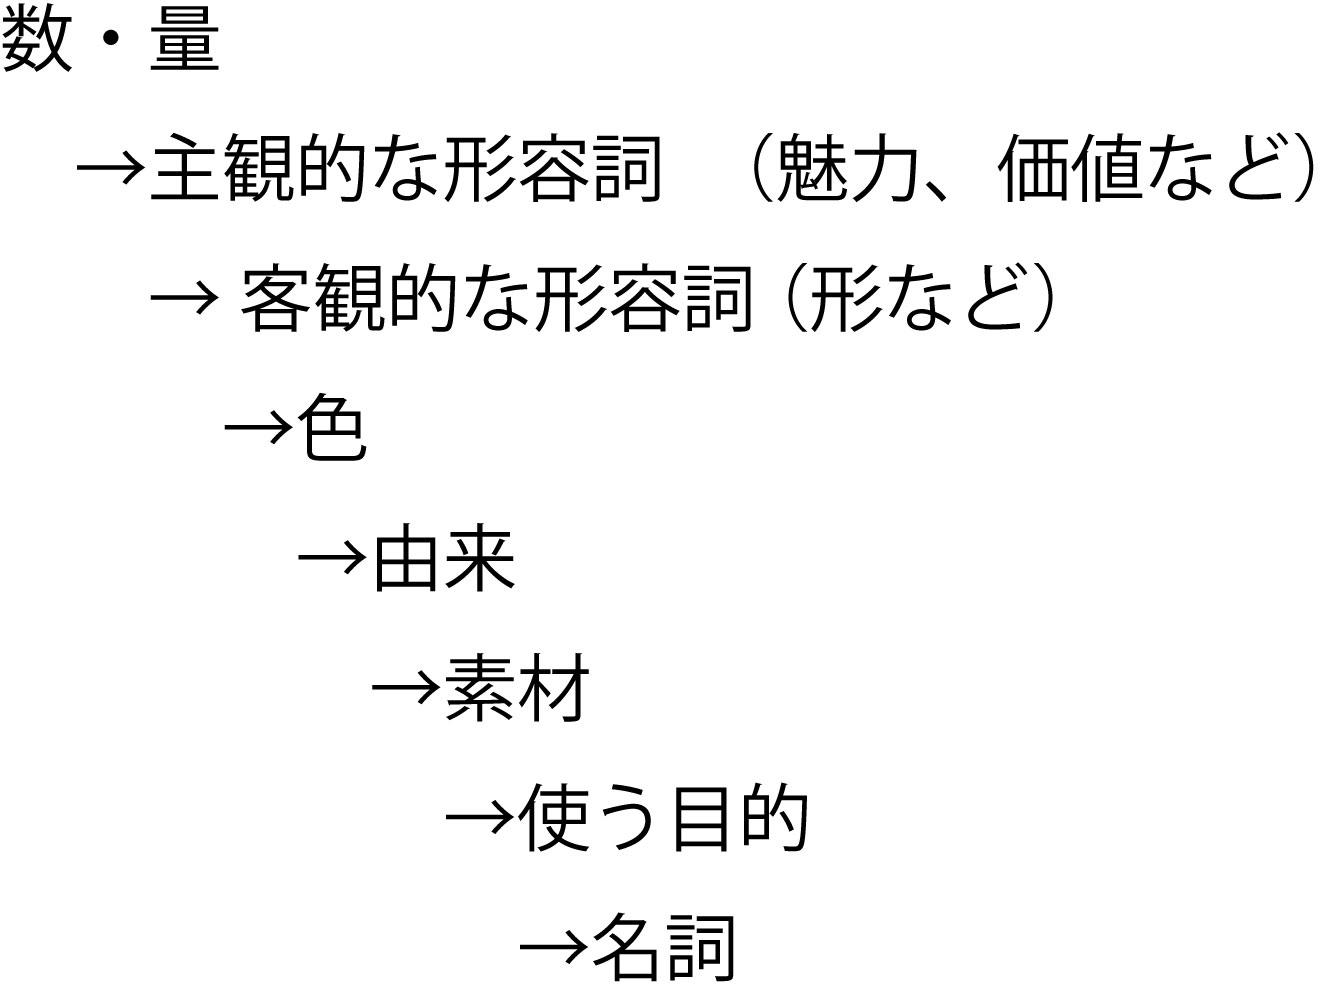 数・量
→主観的な形容詞　（魅力、価値など）
→ 客観的な形容詞（形など）
→色
→由来
→素材
→使う目的
→名詞